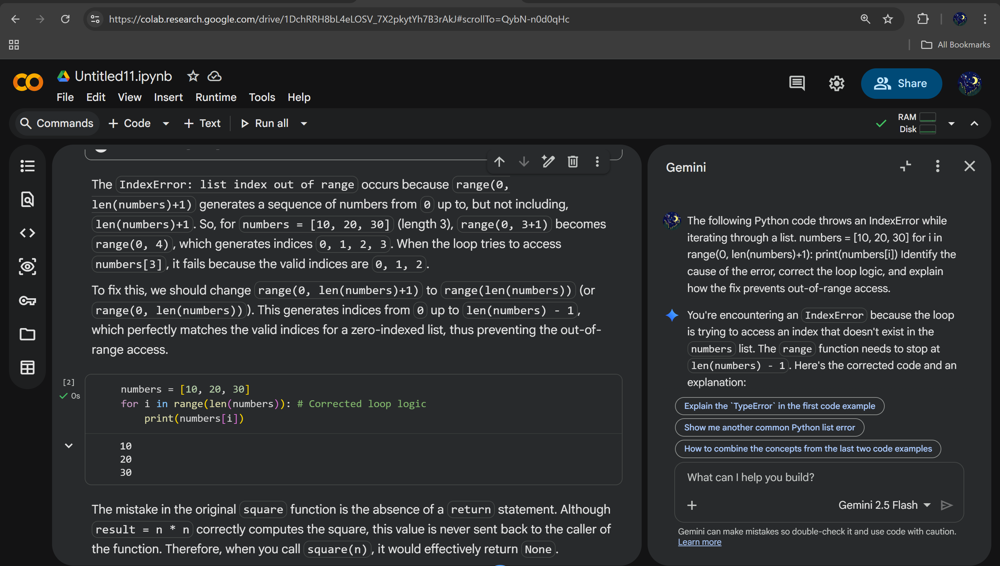 https://colab.research.google.com/drive/1DchRRH8bL4eLOSV_7X2pkytYh7B3rAkJ#scrollTo=QybN-n0d0qHc
All Bookmarks
Untitled11.ipynb
File Edit View Insert Runtime Tools Help
Share
Commands + Code + Text Run all
RAM
Disk
The IndexError: list index out of range occurs because range(0,
len(numbers)+1) generates a sequence of numbers from 0 up to, but not including,
len(numbers)+1. So, for numbers = [10, 20, 30] (length 3), range(0, 3+1) becomes
range(0, 4), which generates indices 0, 1, 2, 3. When the loop tries to access
numbers[3], it fails because the valid indices are 0, 1, 2.
To fix this, we should change range(0, len(numbers)+1) to range(len(numbers)) (or
range(0, len(numbers))). This generates indices from 0 up to len(numbers) - 1,
which perfectly matches the valid indices for a zero-indexed list, thus preventing the out-of-
range access.
[2]
0s
numbers = [10, 20, 30]
for i in range(len(numbers)): # Corrected loop logic
print(numbers[i])
10
20
30
The mistake in the original square function is the absence of a return statement. Although
result = n * n correctly computes the square, this value is never sent back to the caller of
the function. Therefore, when you call square(n), it would effectively return None.
Gemini
The following Python code throws an IndexError while
iterating through a list. numbers = [10, 20, 30] for i in
range(0, len(numbers)+1): print(numbers[i]) Identify the
cause of the error, correct the loop logic, and explain
how the fix prevents out-of-range access.
You're encountering an IndexError because the loop
is trying to access an index that doesn't exist in the
numbers list. The range function needs to stop at
len(numbers) - 1. Here's the corrected code and an
explanation:
Explain the `TypeError` in the first code example
Show me another common Python list error
How to combine the concepts from the last two code examples
What can I help you build?
Gemini 2.5 Flash
Gemini can make mistakes so double-check it and use code with caution.
Learn more